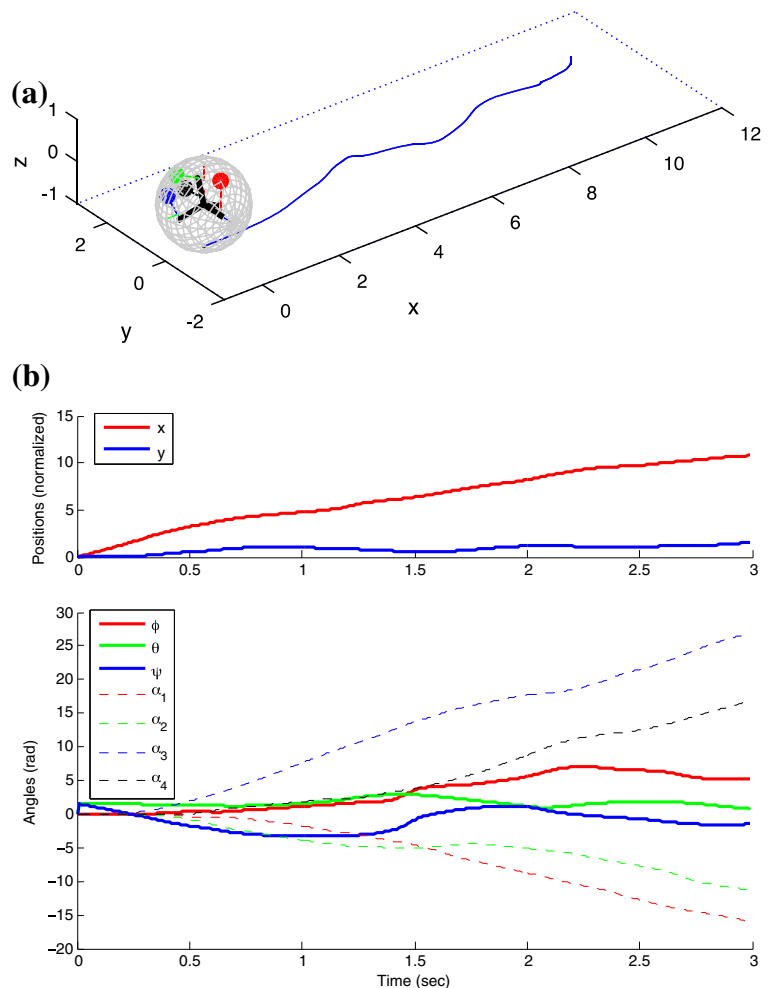 (a)
1
0
-1
z
2
0
-2
y
0
2
4
6
8
10
12
x
(b)
15
10
5
0
Positions (normalized)
x
y
0
0.5
1
1.5
2
2.5
3
30
25
20
15
10
5
0
−5
−10
−15
−20
Angles (rad)
ϕ
θ
ψ
α1
α2
α3
α4
0
0.5
1
1.5
2
2.5
3
Time (sec)